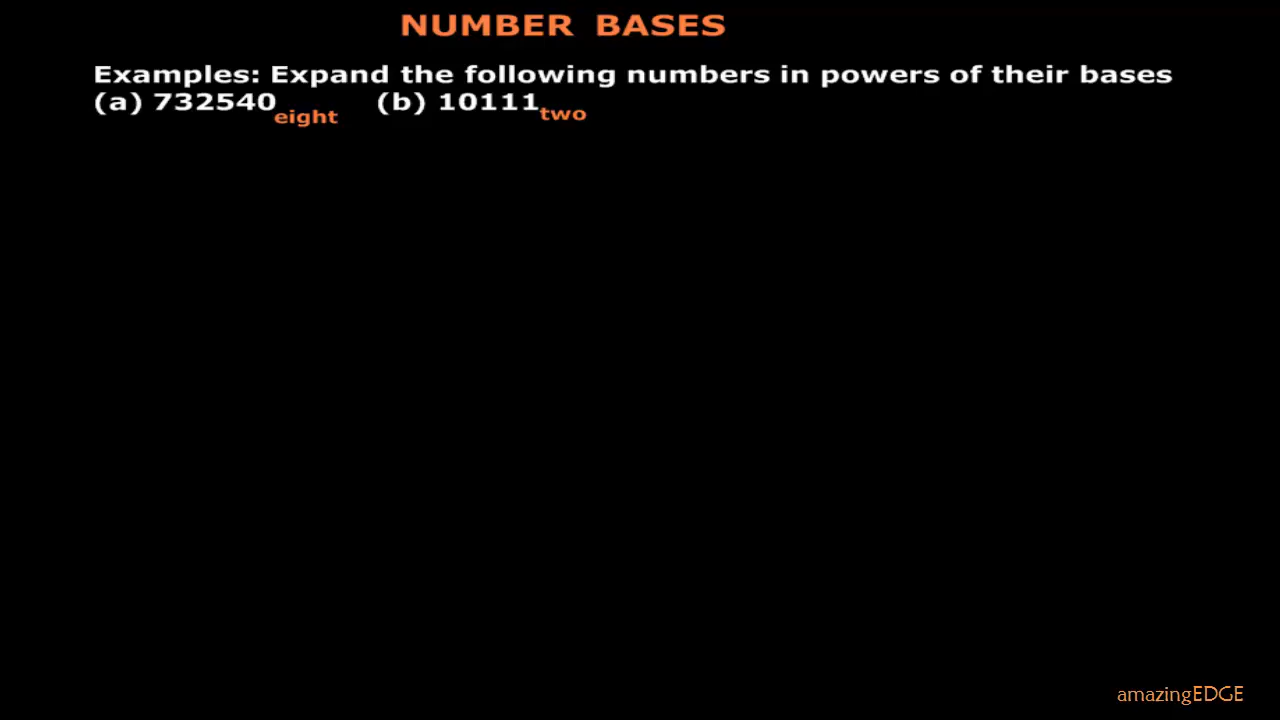 NUMBER BASES
Examples: Expand the following numbers in powers of their bases
(a) 732540eight (b) 10111two
amazingEDGE